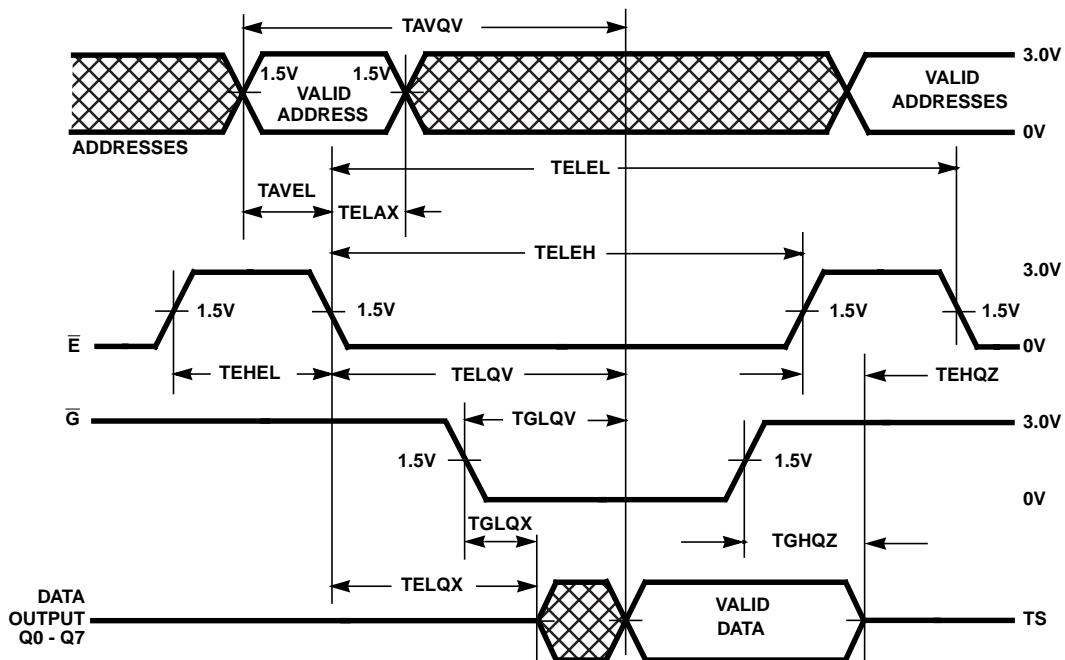 TAVQV
3.0V
1.5V
1.5V
VALID
ADDRESS
VALID
ADDRESSES
0V
ADDRESSES
TELEL
TAVEL
TELAX
TELEH
3.0V
1.5V
1.5V
1.5V
1.5V
E̅
0V
TEHEL
TELQV
TEHQZ
G̅
TGLQV
3.0V
1.5V
1.5V
0V
TGLQX
TGHQZ
TELQX
DATA
OUTPUT
Q0 - Q7
VALID
DATA
TS